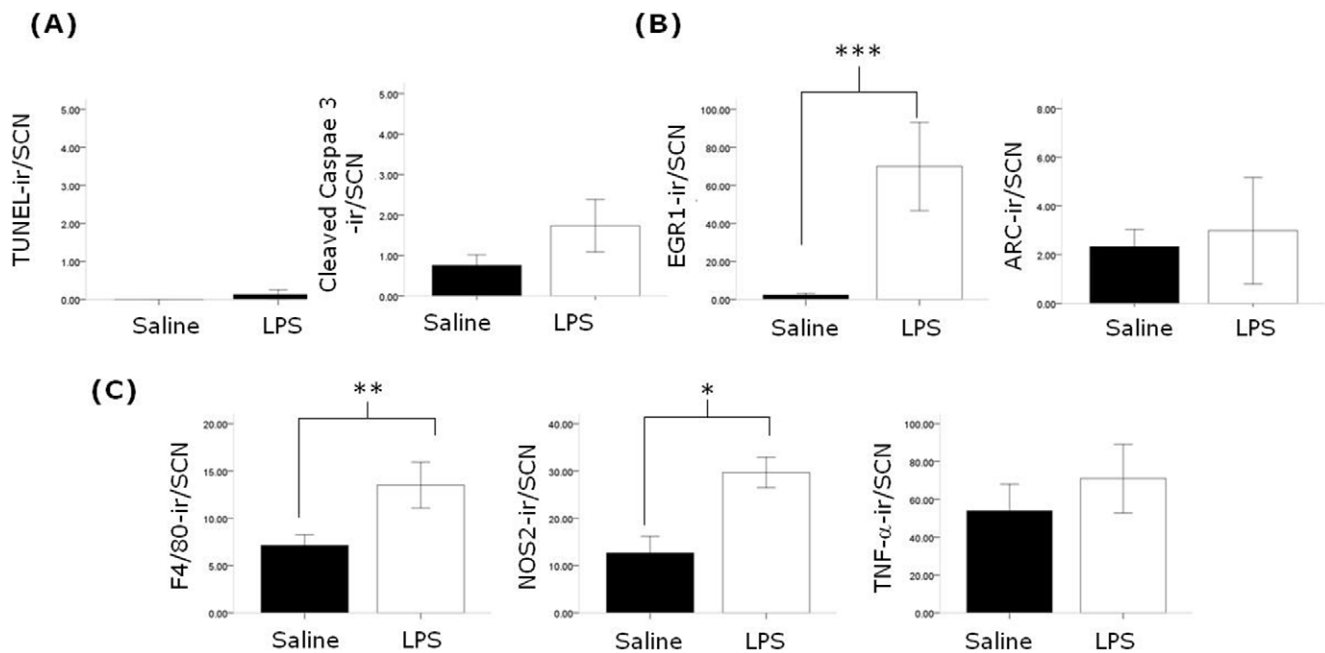 (A)
TUNEL-ir/SCN
5.00
4.00
3.00
2.00
1.00
0.00
Saline
LPS
Cleaved Caspae 3
-ir/SCN
5.00
4.00
3.00
2.00
1.00
0.00
Saline
LPS
(B)
EGR1-ir/SCN
100.00
80.00
60.00
40.00
20.00
0.00
***
Saline
LPS
ARC-ir/SCN
8.00
6.00
4.00
2.00
0.00
Saline
LPS
(C)
F4/80-ir/SCN
20.00
15.00
10.00
5.00
0.00
**
Saline
LPS
NOS2-ir/SCN
40.00
30.00
20.00
10.00
0.00
*
Saline
LPS
TNF-α-ir/SCN
100.00
80.00
60.00
40.00
20.00
0.00
Saline
LPS